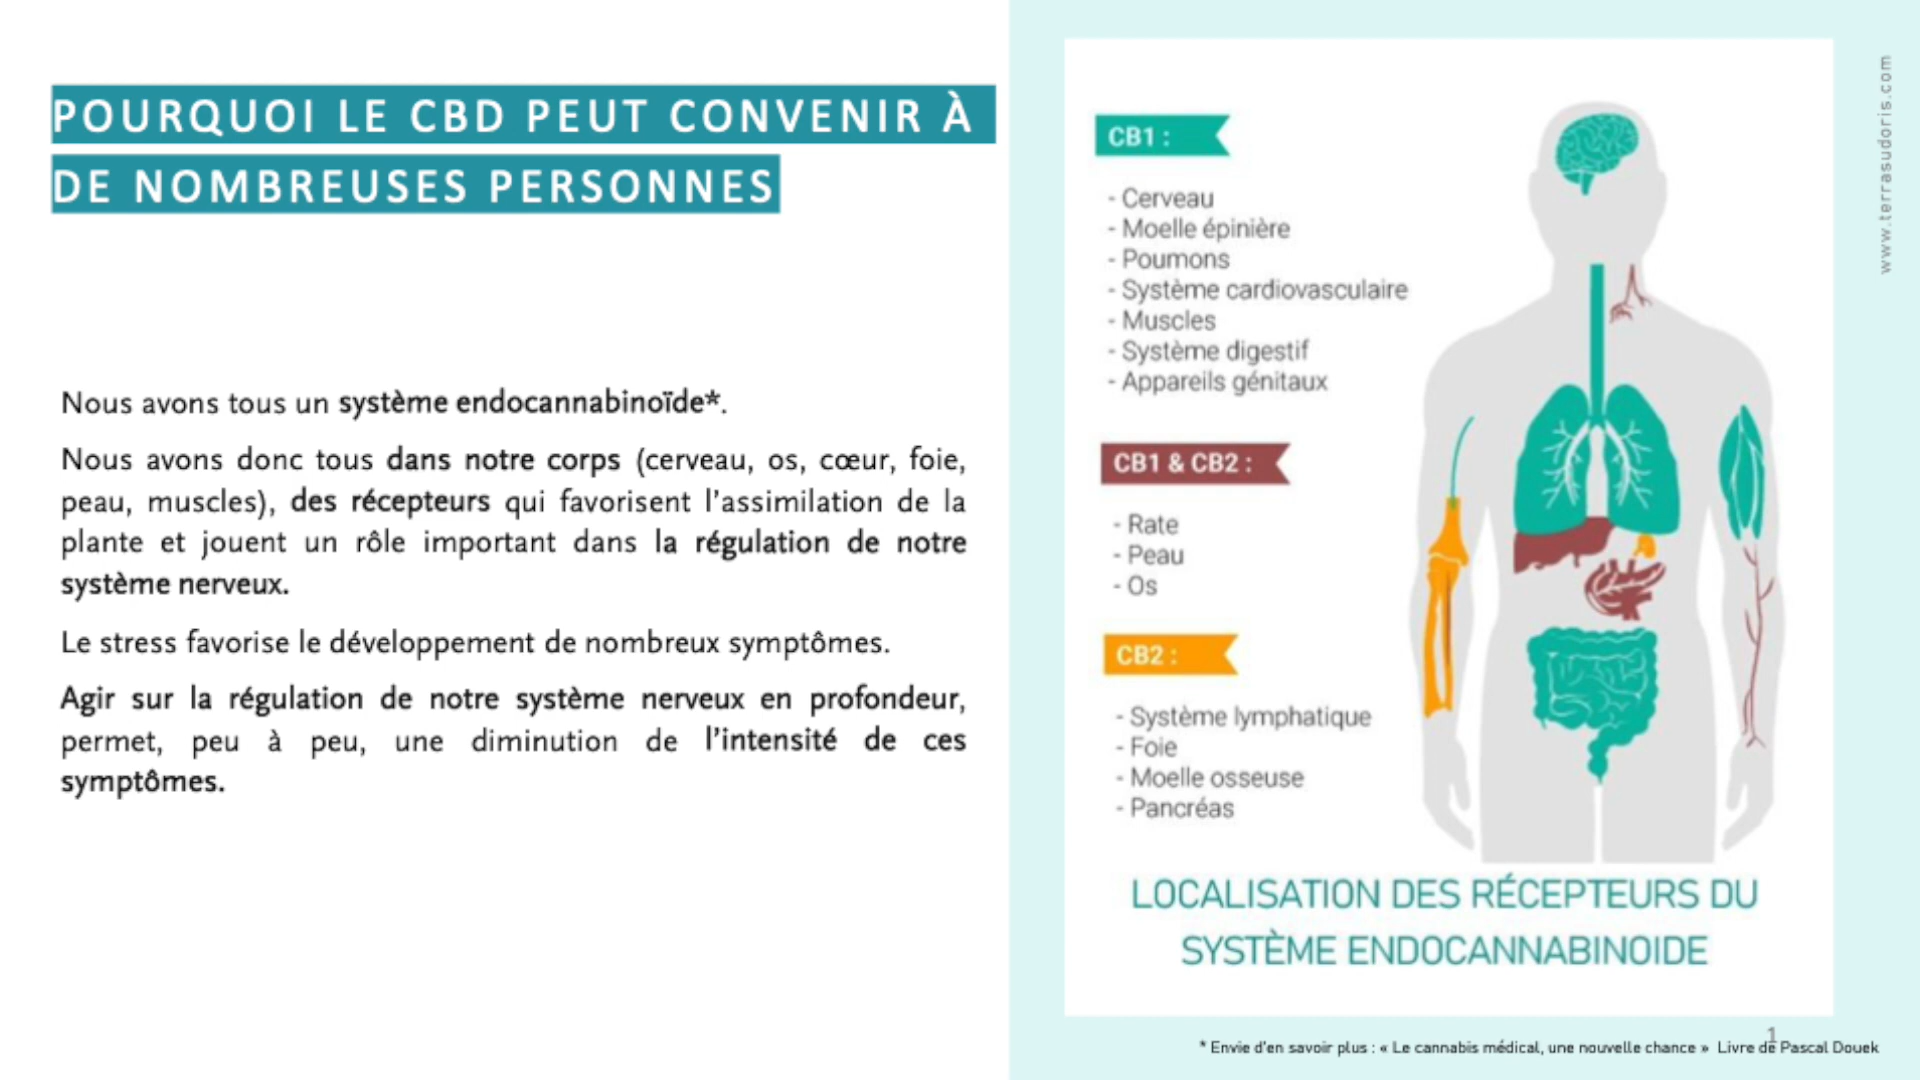 POURQUOI LE CBD PEUT CONVENIR À
DE NOMBREUSES PERSONNES
Nous avons tous un système endocannabinoïde*.
Nous avons donc tous dans notre corps (cerveau, os, cœur, foie,
peau, muscles), des récepteurs qui favorisent l'assimilation de la
plante et jouent un rôle important dans la régulation de notre
système nerveux.
Le stress favorise le développement de nombreux symptômes.
Agir sur la régulation de notre système nerveux en profondeur,
permet, peu à peu, une diminution de l'intensité de ces
symptômes.
CB1 :
- Cerveau
- Moelle épinière
- Poumons
- Système cardiovasculaire
- Muscles
- Système digestif
- Appareils génitaux
CB1 & CB2 :
- Rate
- Peau
- Os
CB2 :
- Système lymphatique
- Foie
- Moelle osseuse
- Pancréas
LOCALISATION DES RÉCEPTEURS DU
SYSTÈME ENDOCANNABINOIDE
www.terrasudoris.com
1
* Envie d'en savoir plus : « Le cannabis médical, une nouvelle chance » Livre de Pascal Douek